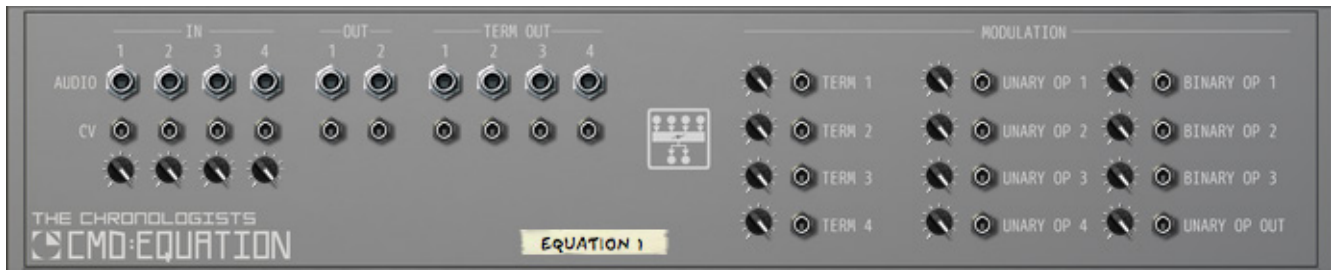 IN OUT TERM OUT MODULATION
1 2 3 4 1 2 1 2 3 4
AUDIO TERM 1 UNARY OP 1 BINARY OP 1
CV TERM 2 UNARY OP 2 BINARY OP 2
TERM 3 UNARY OP 3 BINARY OP 3
THE CHRONOLOGISTS
CMD:EQUATION EQUATION 1 TERM 4 UNARY OP 4 UNARY OP OUT